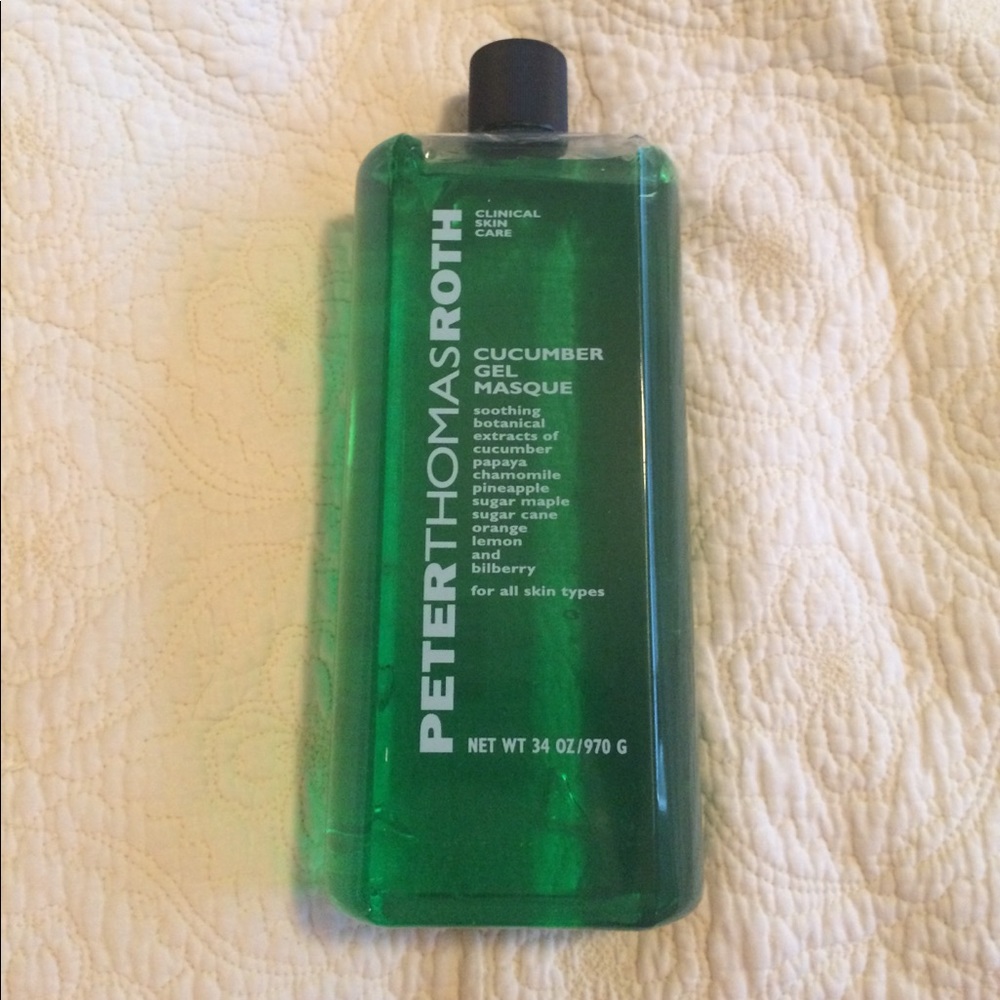 PETERTHOMASROTH
CLINICAL
SKIN
CARE
CUCUMBER
GEL
MASQUE
soothing
botanical
extracts of
cucumber
papaya
chamomile
pineapple
sugar maple
sugar cane
orange
lemon
and
bilberry
for all skin types
NET WT 34 OZ/970 G